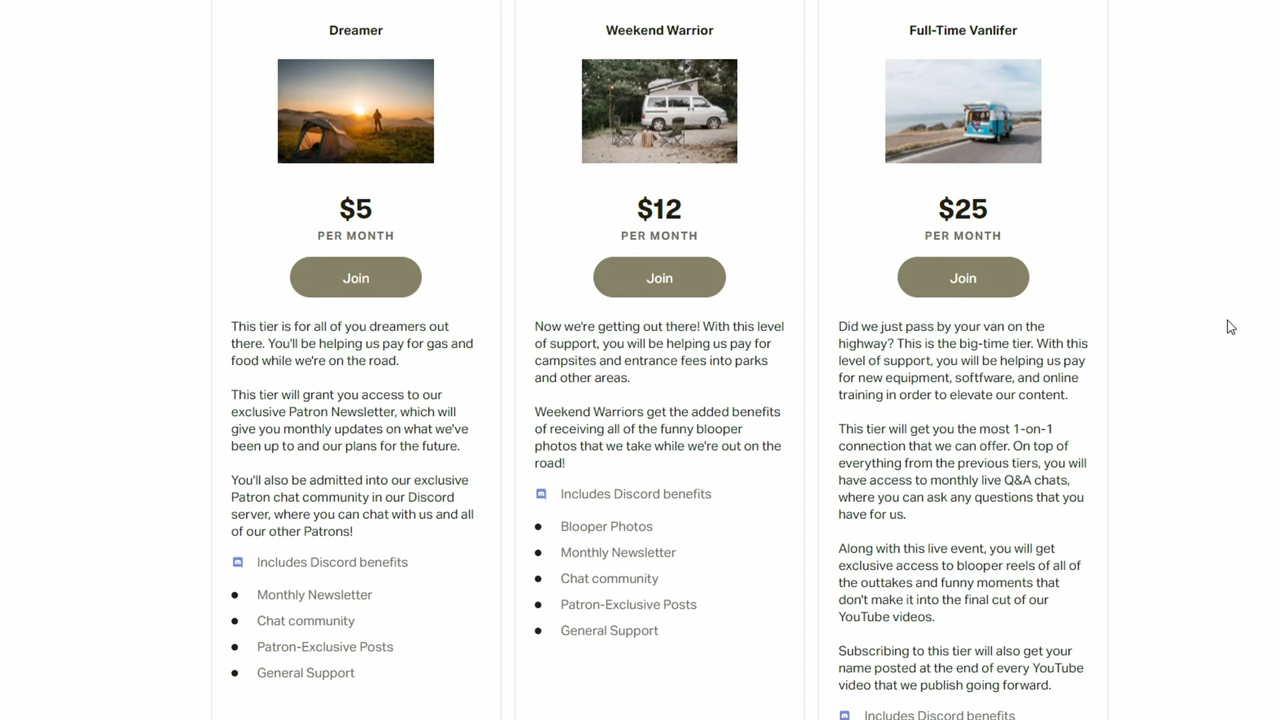 Dreamer
$5
PER MONTH
Join
This tier is for all of you dreamers out
there. You'll be helping us pay for gas and
food while we're on the road.
This tier will grant you access to our
exclusive Patron Newsletter, which will
give you monthly updates on what we've
been up to and our plans for the future.
You'll also be admitted into our exclusive
Patron chat community in our Discord
server, where you can chat with us and all
of our other Patrons!
Includes Discord benefits
Monthly Newsletter
Chat community
Patron-Exclusive Posts
General Support
Weekend Warrior
$12
PER MONTH
Join
Now we're getting out there! With this level
of support, you will be helping us pay for
campsites and entrance fees into parks
and other areas.
Weekend Warriors get the added benefits
of receiving all of the funny blooper
photos that we take while we're out on the
road!
Includes Discord benefits
Blooper Photos
Monthly Newsletter
Chat community
Patron-Exclusive Posts
General Support
Full-Time Vanlifer
$25
PER MONTH
Join
Did we just pass by your van on the
highway? This is the big-time tier. With this
level of support, you will be helping us pay
for new equipment, softfware, and online
training in order to elevate our content.
This tier will get you the most 1-on-1
connection that we can offer. On top of
everything from the previous tiers, you will
have access to monthly live Q&A chats,
where you can ask any questions that you
have for us.
Along with this live event, you will get
exclusive access to blooper reels of all of
the outtakes and funny moments that
don't make it into the final cut of our
YouTube videos.
Subscribing to this tier will also get your
name posted at the end of every YouTube
video that we publish going forward.
Includes Discord benefits